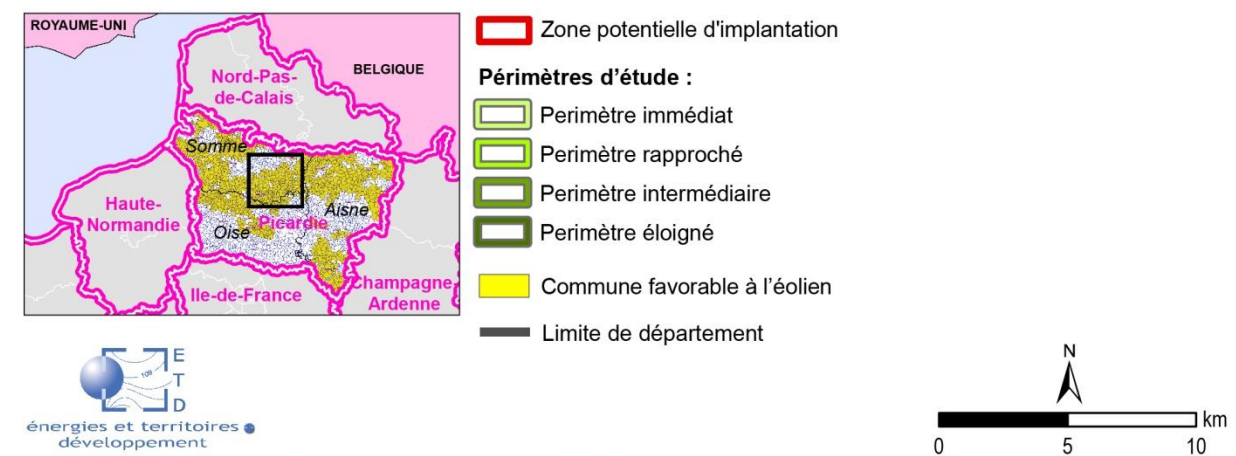 ROYAUME-UNI
BELGIQUE
Nord-Pas-
de-Calais
Somme
Haute-
Normandie
Aisne
Picardie
Oise
Ile-de-France
Champagne
Ardenne
Zone potentielle d'implantation
Périmètres d’étude :
Perimètre immédiat
Perimètre rapproché
Perimètre intermédiaire
Perimètre éloigné
Commune favorable à l’éolien
Limite de département
109
E
T
D
énergies et territoires
développement
N
km
0 5 10